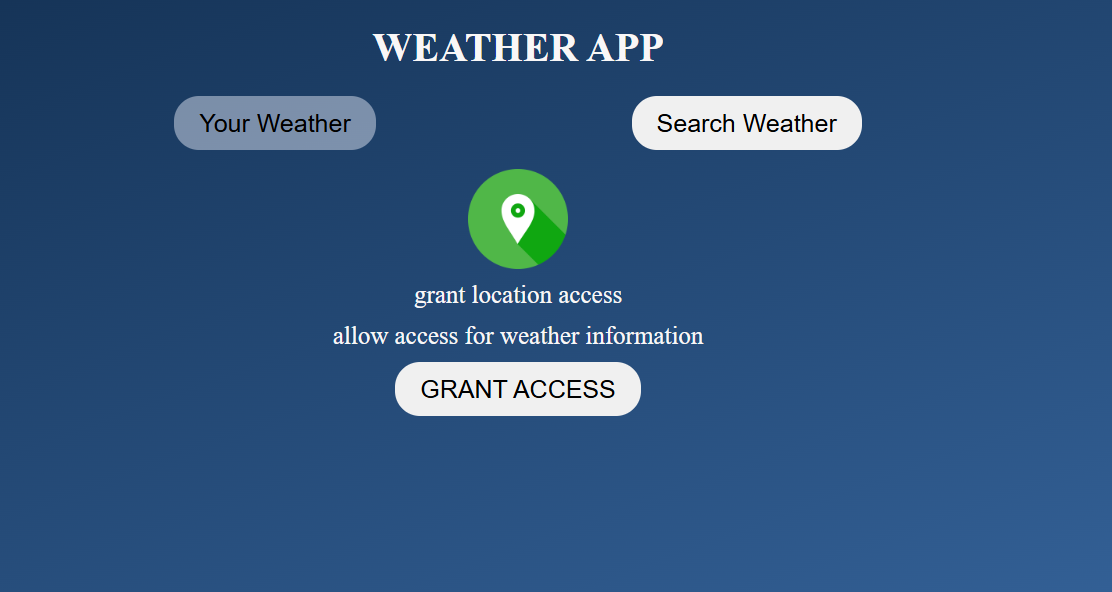 WEATHER APP
Your Weather
Search Weather
grant location access
allow access for weather information
GRANT ACCESS